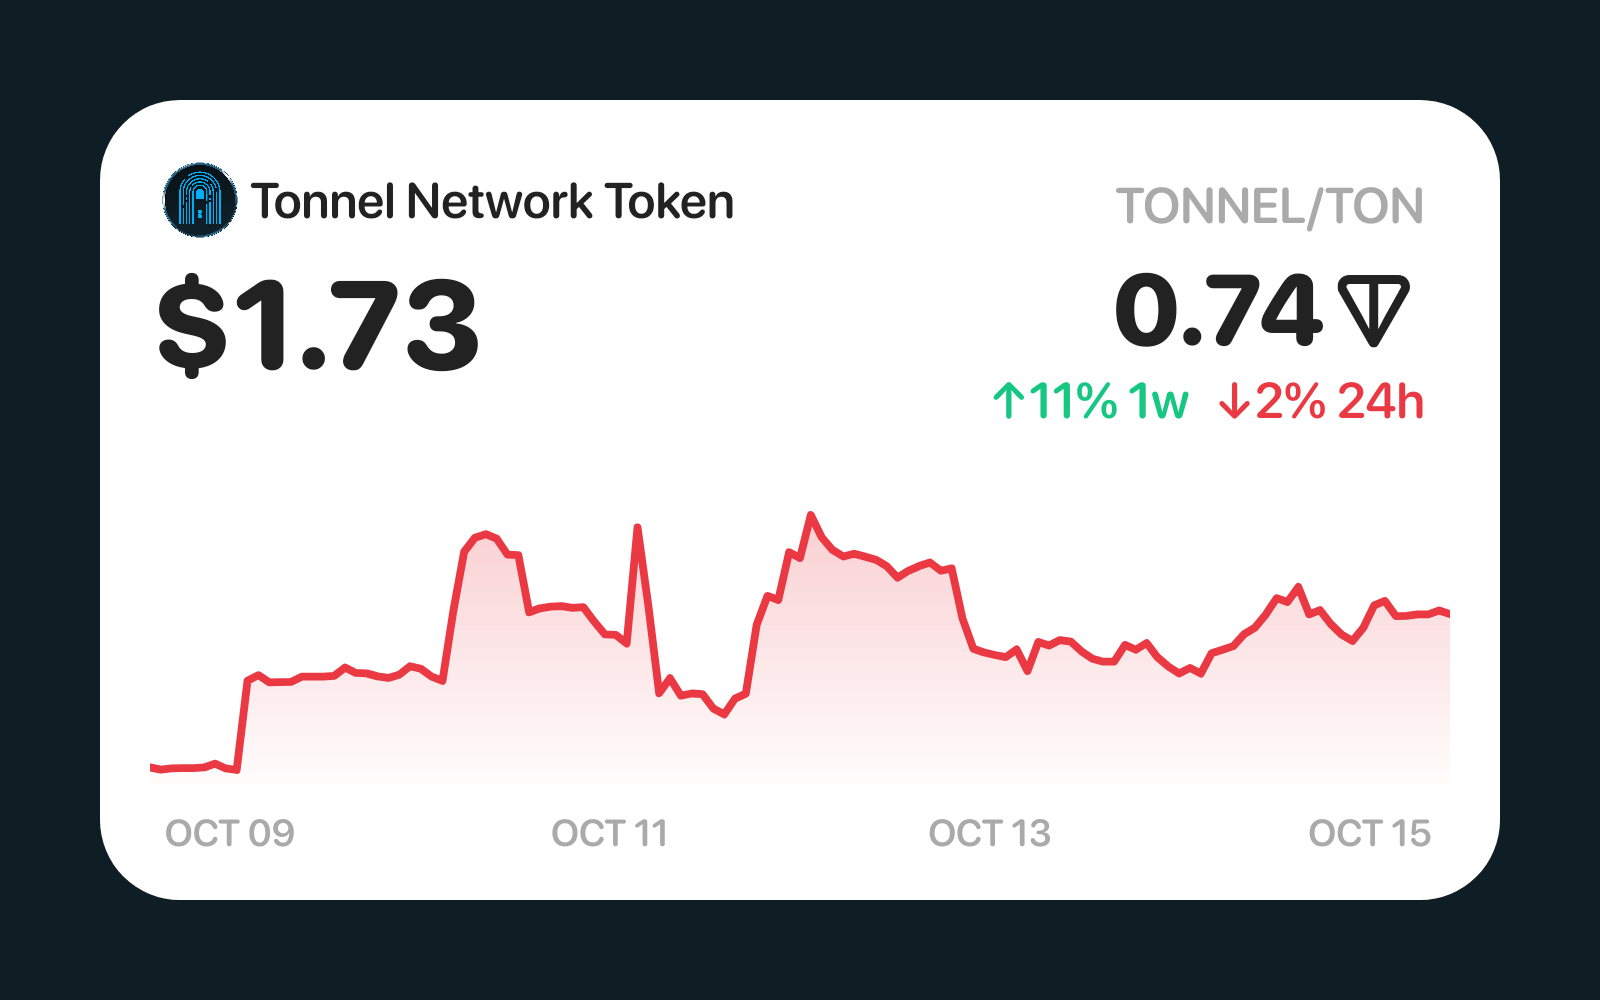 Tonnel Network Token
TONNEL/TON
$1.73
0.74
↑11% 1w ↓2% 24h
OCT 09
OCT 11
OCT 13
OCT 15